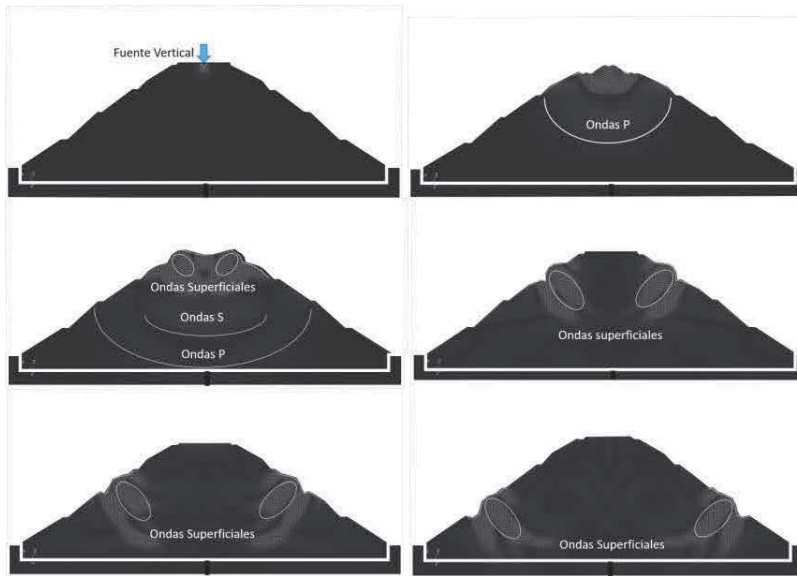 Fuente Vertical
Ondas P
Ondas Superficiales
Ondas S
Ondas P
Ondas superficiales
Ondas Superficiales
Ondas Superficiales